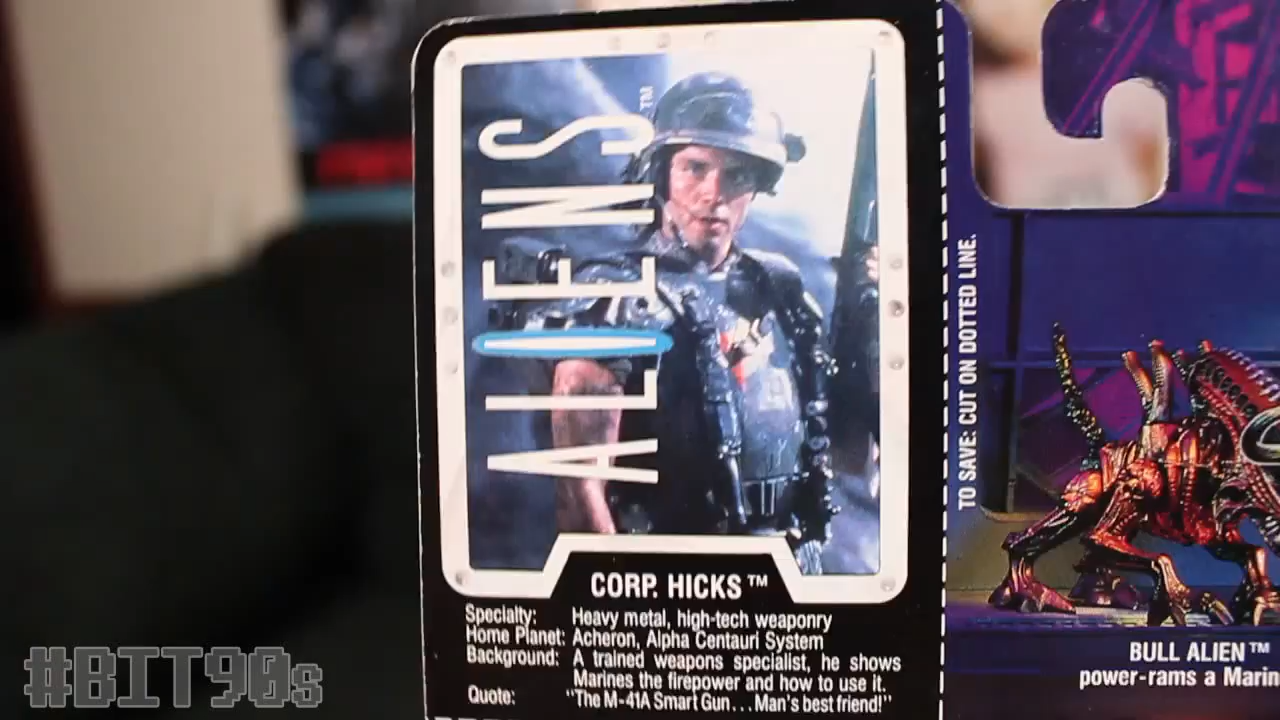 ALIENS™
CORP. HICKS™
Specialty: Heavy metal, high-tech weaponry
Home Planet: Acheron, Alpha Centauri System
Background: A trained weapons specialist, he shows
Marines the firepower and how to use it.
Quote: "The M-41A Smart Gun...Man's best friend!"
TO SAVE: CUT ON DOTTED LINE.
BULL ALIEN™
power-rams a Marin
#BIT90s